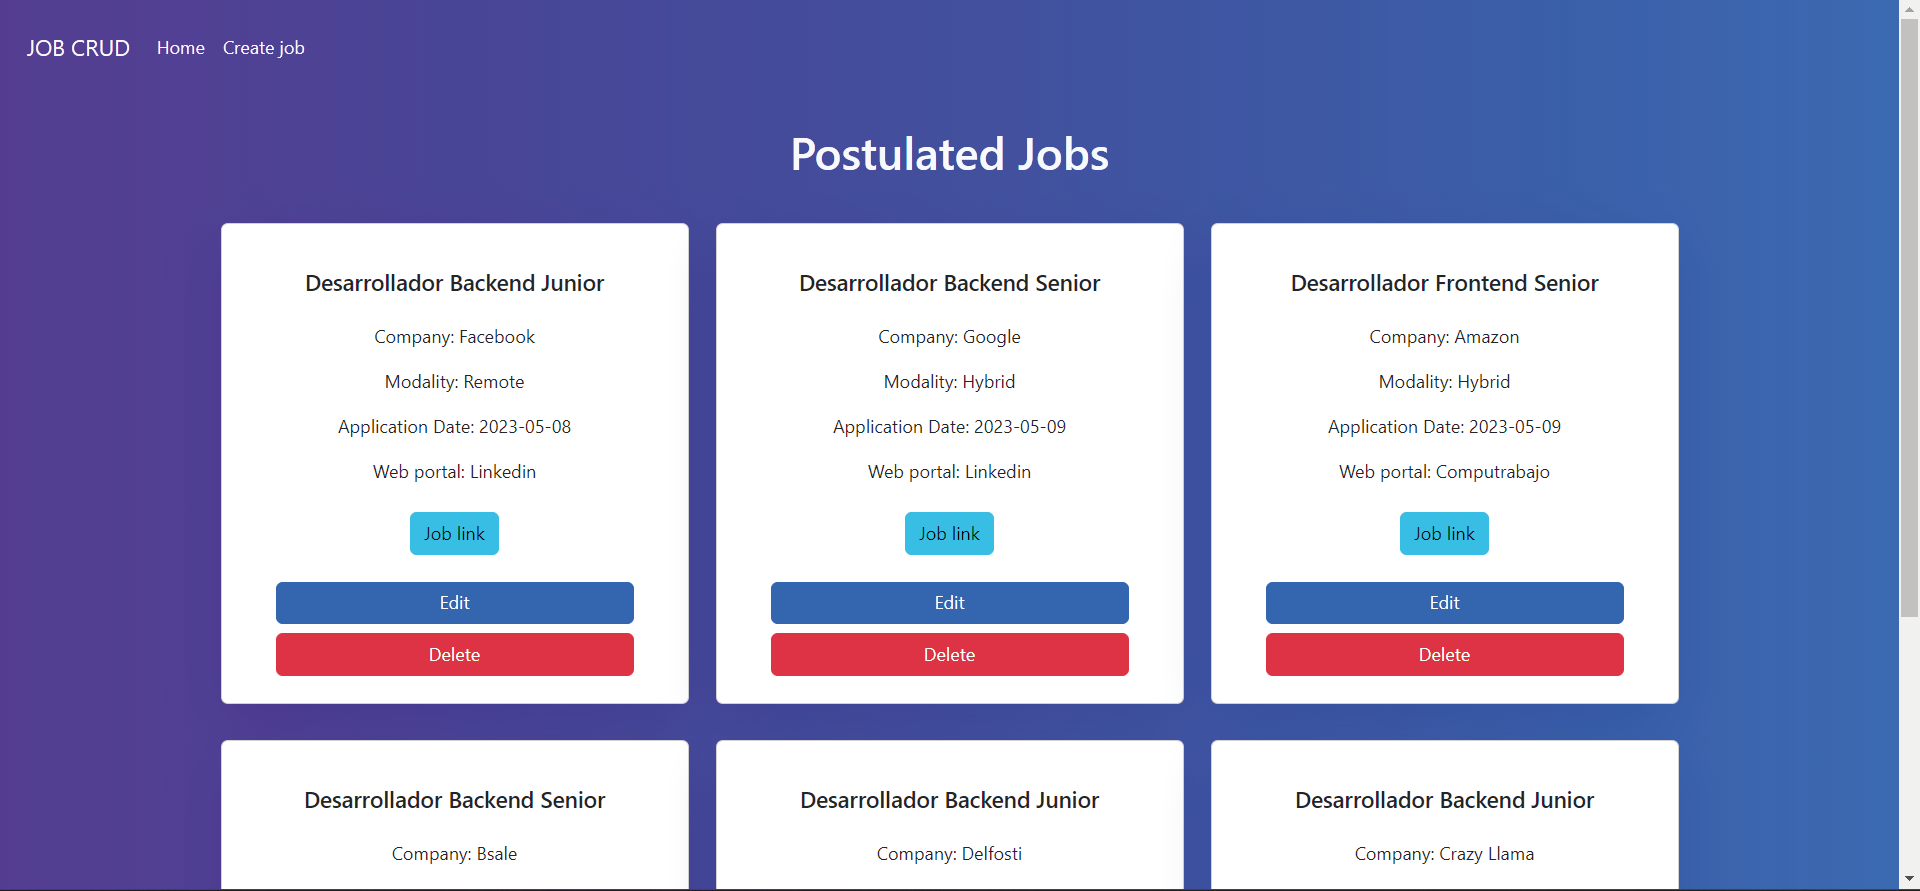 JOB CRUD Home Create job
Postulated Jobs
Desarrollador Backend Junior
Company: Facebook
Modality: Remote
Application Date: 2023-05-08
Web portal: Linkedin
Job link
Edit
Delete
Desarrollador Backend Senior
Company: Google
Modality: Hybrid
Application Date: 2023-05-09
Web portal: Linkedin
Job link
Edit
Delete
Desarrollador Frontend Senior
Company: Amazon
Modality: Hybrid
Application Date: 2023-05-09
Web portal: Computrabajo
Job link
Edit
Delete
Desarrollador Backend Senior
Company: Bsale
Desarrollador Backend Junior
Company: Delfosti
Desarrollador Backend Junior
Company: Crazy Llama